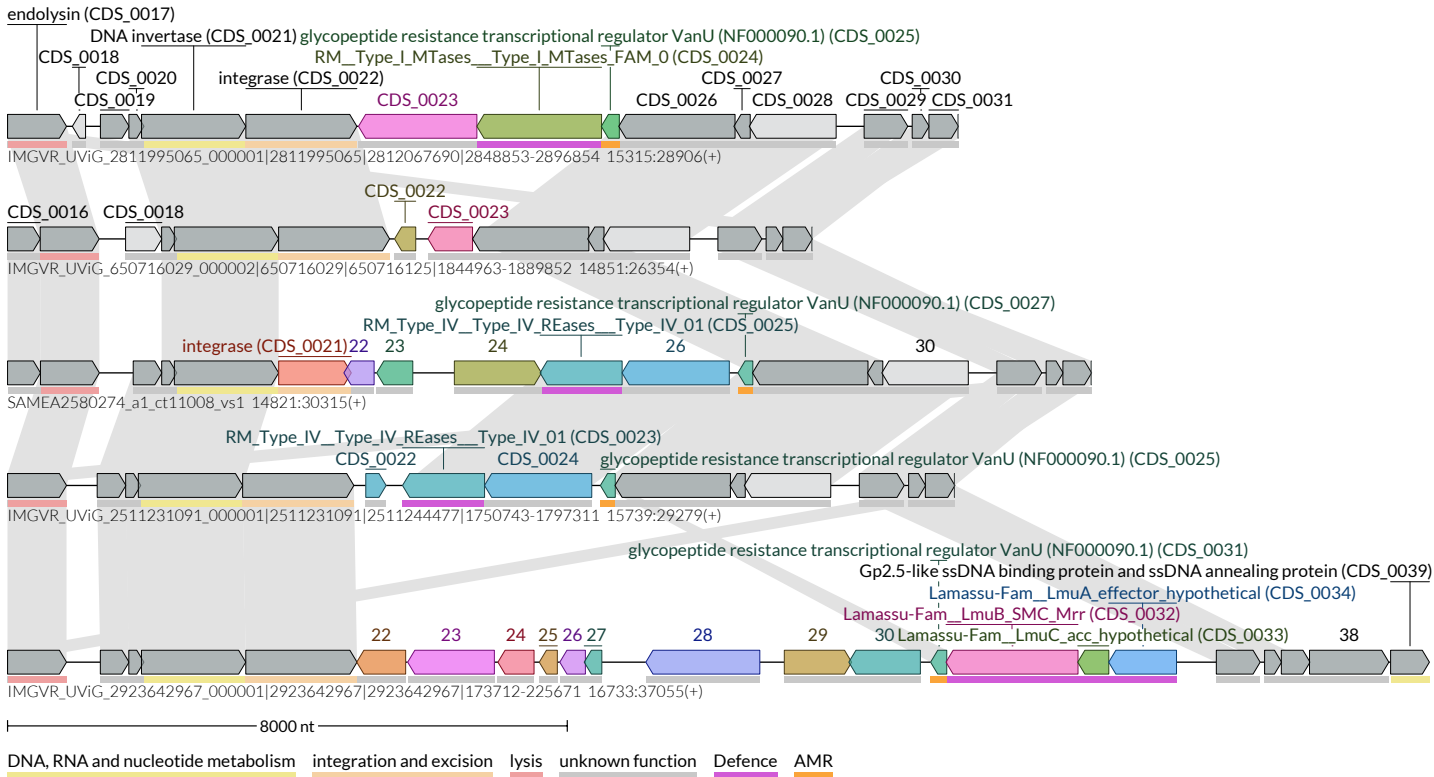 endolysin (CDS_0017)
DNA invertase (CDS_0021) glycopeptide resistance transcriptional regulator VanU (NF000090.1) (CDS_0025)
CDS_0018 RM__Type_I_MTases___Type_I_MTases_FAM_0 (CDS_0024)
CDS_0020 integrase (CDS_0022) CDS_0027 CDS_0030
CDS_0019 CDS_0023 CDS_0026 CDS_0028 CDS_0029 CDS_0031
IMGVR_UViG_2811995065_000001|2811995065|2812067690|2848853-2896854 15315:28906(+)
CDS_0022
CDS_0016 CDS_0018 CDS_0023
IMGVR_UViG_650716029_000002|650716029|650716125|1844963-1889852 14851:26354(+)
glycopeptide resistance transcriptional regulator VanU (NF000090.1) (CDS_0027)
RM_Type_IV__Type_IV_REases___Type_IV_01 (CDS_0025)
integrase (CDS_0021) 22 23 24 26 30
SAMEA2580274_a1_ct11008_vs1 14821:30315(+)
RM_Type_IV__Type_IV_REases___Type_IV_01 (CDS_0023)
CDS_0022 CDS_0024 glycopeptide resistance transcriptional regulator VanU (NF000090.1) (CDS_0025)
IMGVR_UViG_2511231091_000001|2511231091|2511244477|1750743-1797311 15739:29279(+)
glycopeptide resistance transcriptional regulator VanU (NF000090.1) (CDS_0031)
Gp2.5-like ssDNA binding protein and ssDNA annealing protein (CDS_0039)
Lamassu-Fam__LmuA_effector_hypothetical (CDS_0034)
Lamassu-Fam__LmuB_SMC_Mrr (CDS_0032)
22 23 24 25 26 27 28 29 30 Lamassu-Fam__LmuC_acc_hypothetical (CDS_0033) 38
IMGVR_UViG_2923642967_000001|2923642967|2923642967|173712-225671 16733:37055(+)
8000 nt
DNA, RNA and nucleotide metabolism integration and excision lysis unknown function Defence AMR